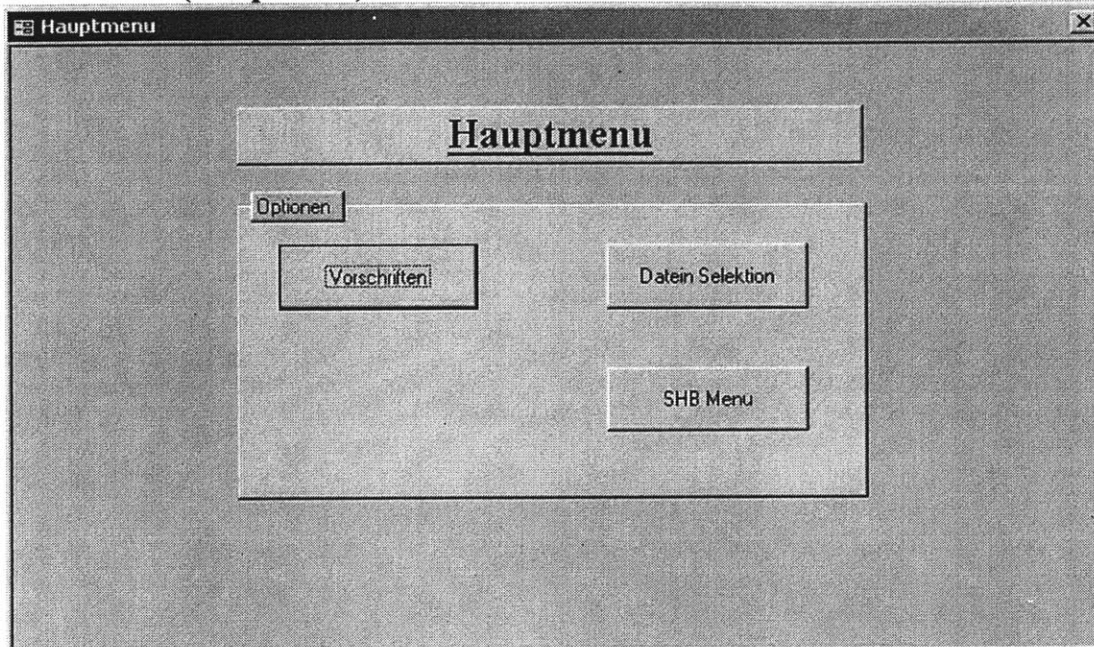 Hauptmenu
Hauptmenu
Optionen
Vorschriften
Datein Selektion
SHB Menu